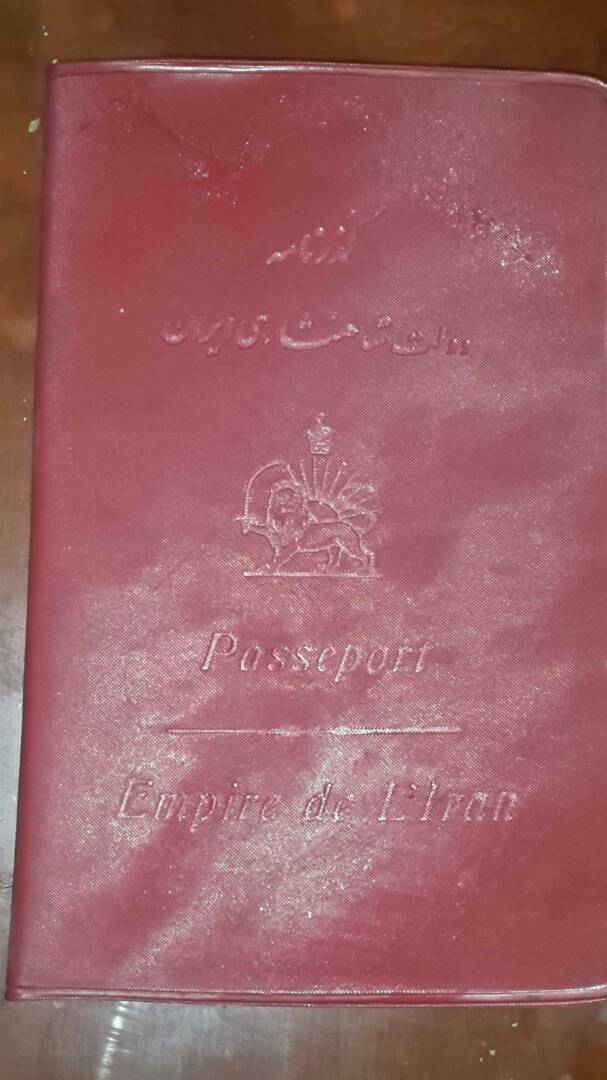 گذرنامه
دولت شاهنشاهی ایران
Passeport
Empire de L'Iran